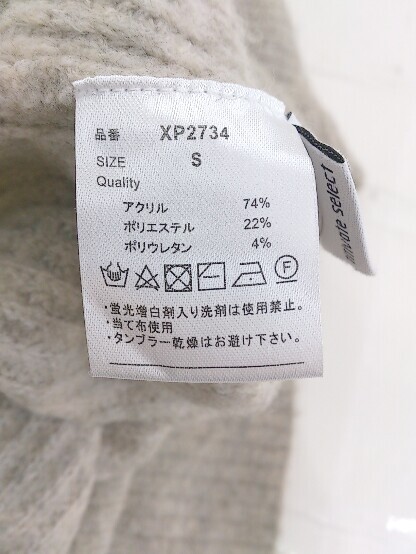 品番 XP2734
SIZE S
Quality
アクリル 74%
ポリエステル 22%
ポリウレタン 4%
F
・蛍光増白剤入り洗剤は使用禁止。
・当て布使用
・タンブラー乾燥はお避け下さい。
private select